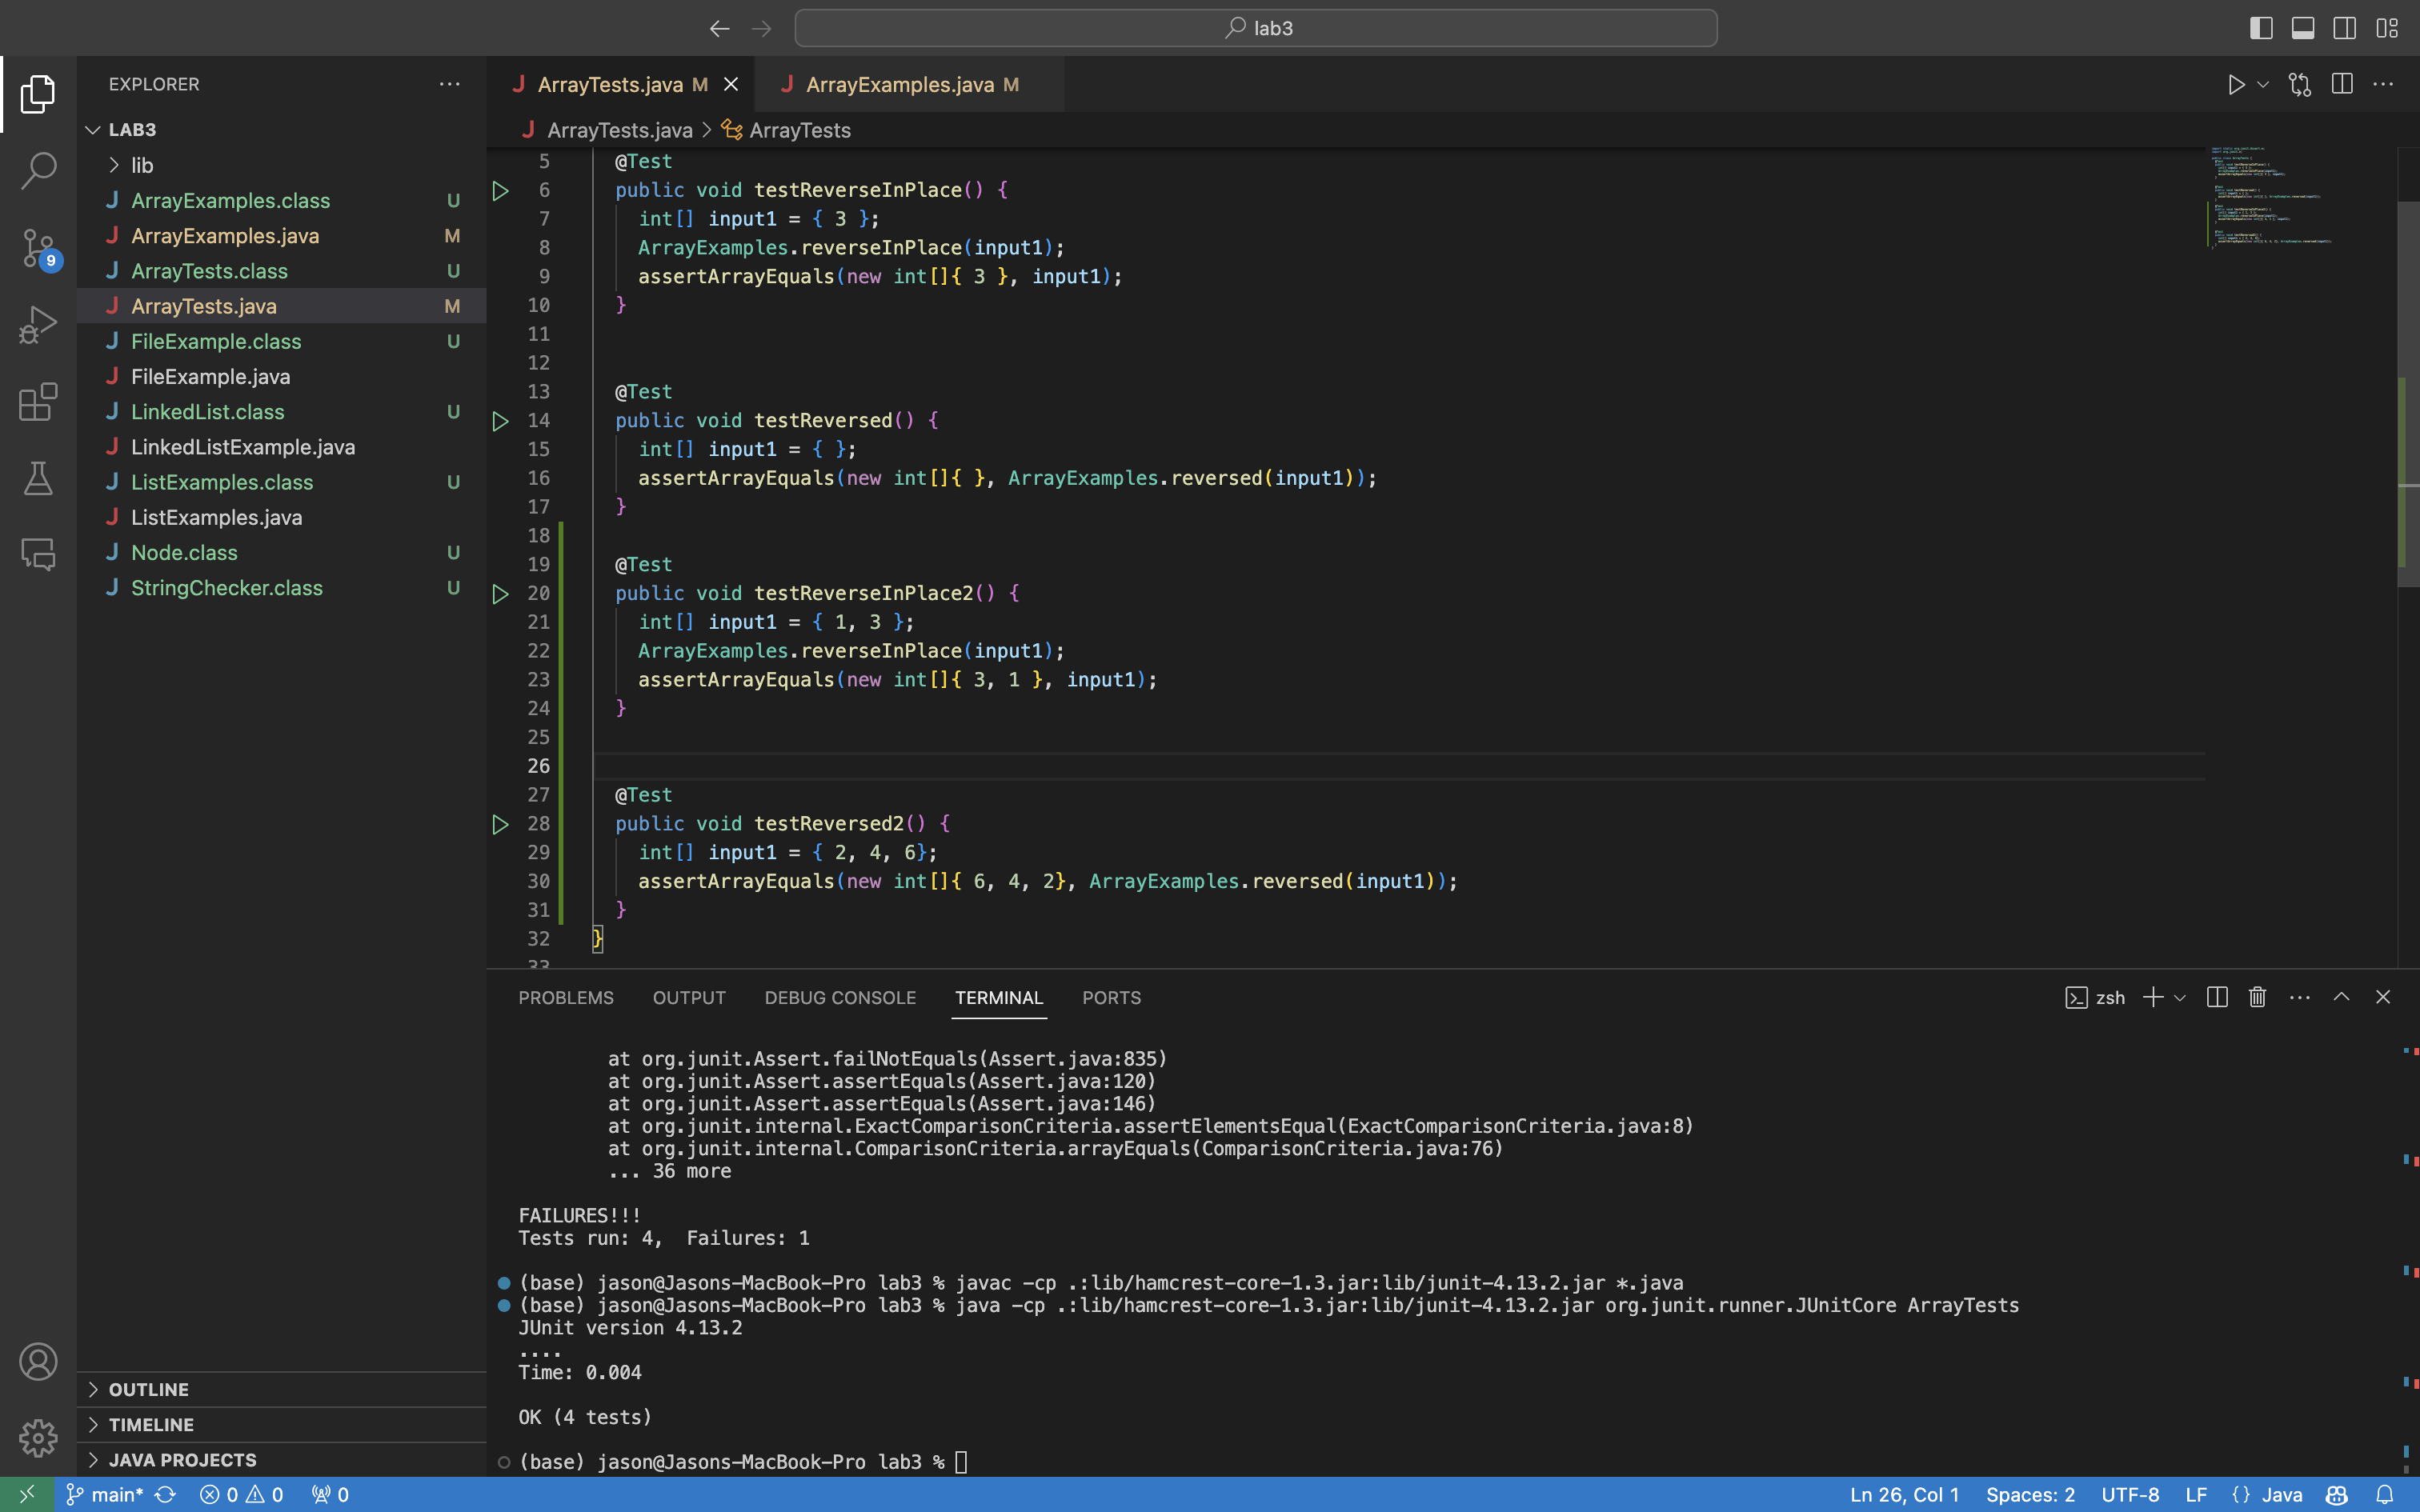 lab3
EXPLORER
LAB3
lib
ArrayExamples.class U
ArrayExamples.java M
ArrayTests.class U
ArrayTests.java M
FileExample.class U
FileExample.java
LinkedList.class U
LinkedListExample.java
ListExamples.class U
ListExamples.java
Node.class U
StringChecker.class U
9
OUTLINE
TIMELINE
JAVA PROJECTS
ArrayTests.java M
ArrayExamples.java M
ArrayTests.java > ArrayTests
5 @Test
6 public void testReverseInPlace() {
7 int[] input1 = { 3 };
8 ArrayExamples.reverseInPlace(input1);
9 assertArrayEquals(new int[]{ 3 }, input1);
10 }
11
12
13 @Test
14 public void testReversed() {
15 int[] input1 = { };
16 assertArrayEquals(new int[]{ }, ArrayExamples.reversed(input1));
17 }
18
19 @Test
20 public void testReverseInPlace2() {
21 int[] input1 = { 1, 3 };
22 ArrayExamples.reverseInPlace(input1);
23 assertArrayEquals(new int[]{ 3, 1 }, input1);
24 }
25
26
27 @Test
28 public void testReversed2() {
29 int[] input1 = { 2, 4, 6};
30 assertArrayEquals(new int[]{ 6, 4, 2}, ArrayExamples.reversed(input1));
31 }
32 }
33
PROBLEMS OUTPUT DEBUG CONSOLE TERMINAL PORTS
zsh
at org.junit.Assert.failNotEquals(Assert.java:835)
at org.junit.Assert.assertEquals(Assert.java:120)
at org.junit.Assert.assertEquals(Assert.java:146)
at org.junit.internal.ExactComparisonCriteria.assertElementsEqual(ExactComparisonCriteria.java:8)
at org.junit.internal.ComparisonCriteria.arrayEquals(ComparisonCriteria.java:76)
... 36 more
FAILURES!!!
Tests run: 4,  Failures: 1
(base) jason@Jasons-MacBook-Pro lab3 % javac -cp .:lib/hamcrest-core-1.3.jar:lib/junit-4.13.2.jar *.java
(base) jason@Jasons-MacBook-Pro lab3 % java -cp .:lib/hamcrest-core-1.3.jar:lib/junit-4.13.2.jar org.junit.runner.JUnitCore ArrayTests
JUnit version 4.13.2
....
Time: 0.004
OK (4 tests)
(base) jason@Jasons-MacBook-Pro lab3 %
main* 0 0 0
Ln 26, Col 1 Spaces: 2 UTF-8 LF {} Java